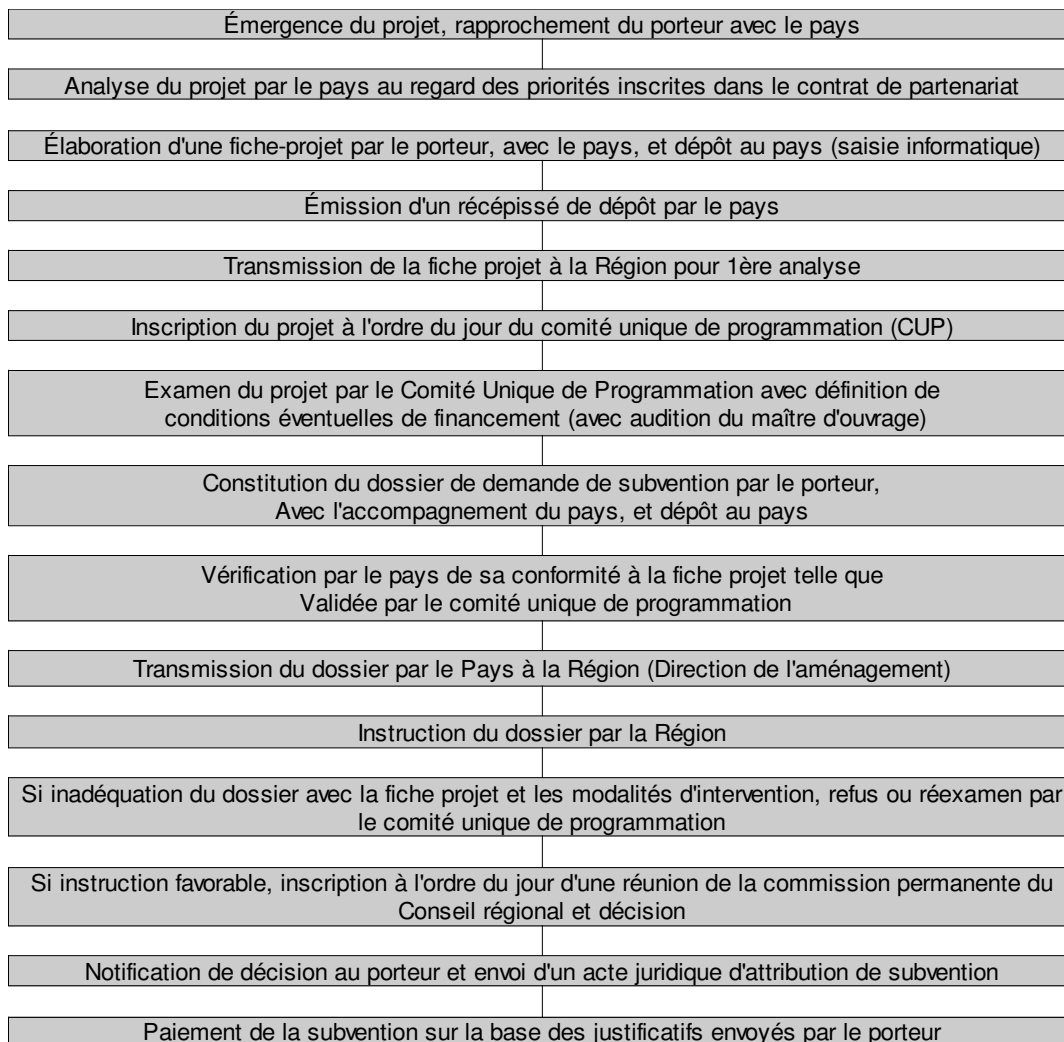 Émergence du projet, rapprochement du porteur avec le pays
Analyse du projet par le pays au regard des priorités inscrites dans le contrat de partenariat
Élaboration d'une fiche-projet par le porteur, avec le pays, et dépôt au pays (saisie informatique)
Émission d'un récépissé de dépôt par le pays
Transmission de la fiche projet à la Région pour 1ère analyse
Inscription du projet à l'ordre du jour du comité unique de programmation (CUP)
Examen du projet par le Comité Unique de Programmation avec définition de
conditions éventuelles de financement (avec audition du maître d'ouvrage)
Constitution du dossier de demande de subvention par le porteur,
Avec l'accompagnement du pays, et dépôt au pays
Vérification par le pays de sa conformité à la fiche projet telle que
Validée par le comité unique de programmation
Transmission du dossier par le Pays à la Région (Direction de l'aménagement)
Instruction du dossier par la Région
Si inadéquation du dossier avec la fiche projet et les modalités d'intervention, refus ou réexamen par
le comité unique de programmation
Si instruction favorable, inscription à l'ordre du jour d'une réunion de la commission permanente du
Conseil régional et décision
Notification de décision au porteur et envoi d'un acte juridique d'attribution de subvention
Paiement de la subvention sur la base des justificatifs envoyés par le porteur